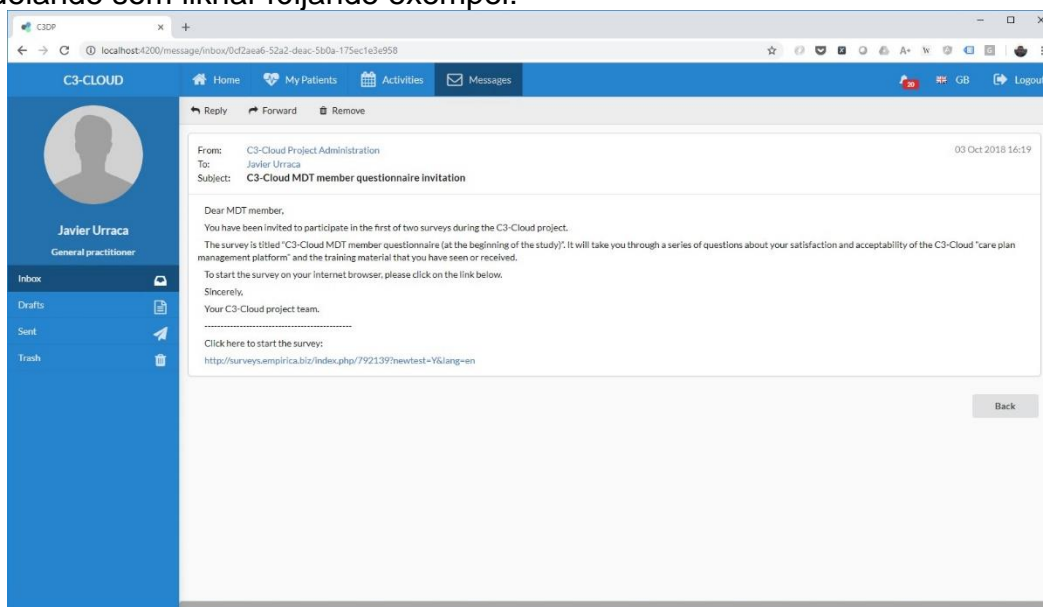 meddelande som liknar följande exempel:
C3DP
localhost:4200/message/inbox/0cf2aea6-52a2-deac-5b0a-175ec1e3e958
C3-CLOUD
Home My Patients Activities Messages 20 GB Logout
Reply Forward Remove
From: C3-Cloud Project Administration 03 Oct 2018 16:19
To: Javier Urraca
Subject: C3-Cloud MDT member questionnaire invitation
Dear MDT member,
You have been invited to participate in the first of two surveys during the C3-Cloud project.
The survey is titled "C3-Cloud MDT member questionnaire (at the beginning of the study)". It will take you through a series of questions about your satisfaction and acceptability of the C3-Cloud "care plan
management platform" and the training material that you have seen or received.
To start the survey on your internet browser, please click on the link below.
Sincerely,
Your C3-Cloud project team.
----------------------------------------------
Click here to start the survey:
http://surveys.empirica.biz/index.php/792139?newtest=Y&lang=en
Back
Javier Urraca
General practitioner
Inbox
Drafts
Sent
Trash